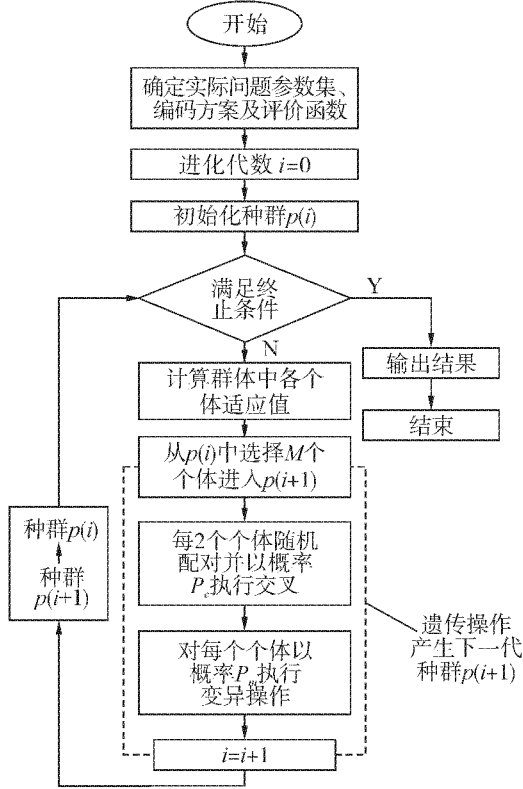 开始
确定实际问题参数集、
编码方案及评价函数
进化代数 i=0
初始化种群p(i)
满足终
止条件
Y
N
输出结果
结束
计算群体中各个
体适应值
从p(i)中选择M个
个体进入p(i+1)
每2个个体随机
配对并以概率
Pc执行交叉
对每个个体以
概率Pm执行
变异操作
i=i+1
种群p(i)
种群
p(i+1)
遗传操作
产生下一代
种群p(i+1)